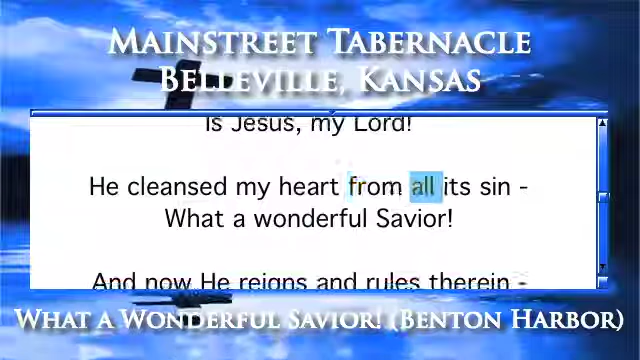 Mainstreet Tabernacle
Belleville, Kansas
is Jesus, my Lord!
He cleansed my heart from all its sin -
What a wonderful Savior!
And now He reigns and rules therein -
What a Wonderful Savior! (Benton Harbor)